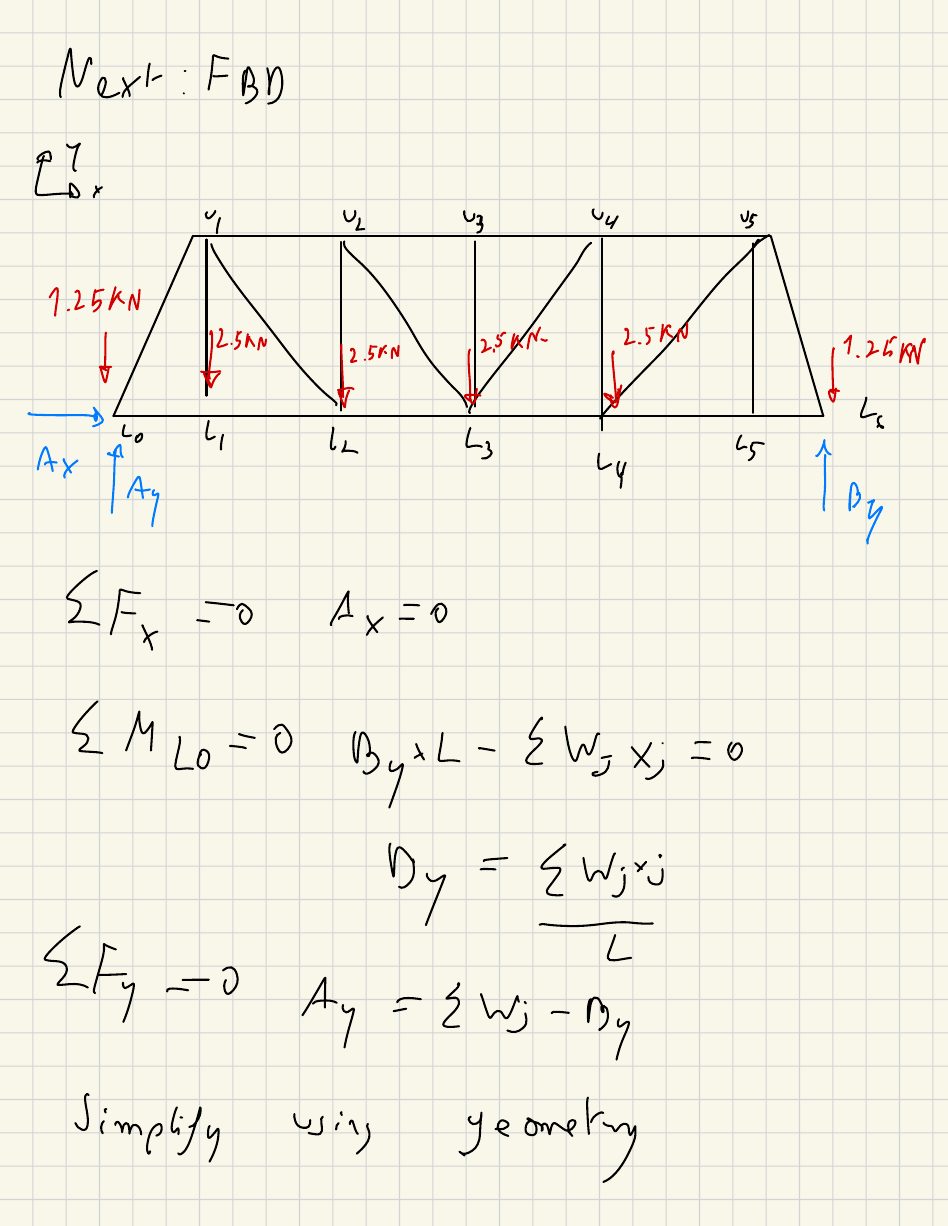 Next: FBD
Y
x
U1 U2 U3 U4 U5
1.25KN
2.5KN 2.5KN 2.5KN 2.5KN 1.25KN
L0 L1 L2 L3 L4 L5 L6
Ax Ay By
ΣFx =0 Ax=0
ΣM L0 =0 By×L - ΣWj xj =0
By = ΣWj xj / L
ΣFy =0 Ay = ΣWj - By
Simplify using geometry